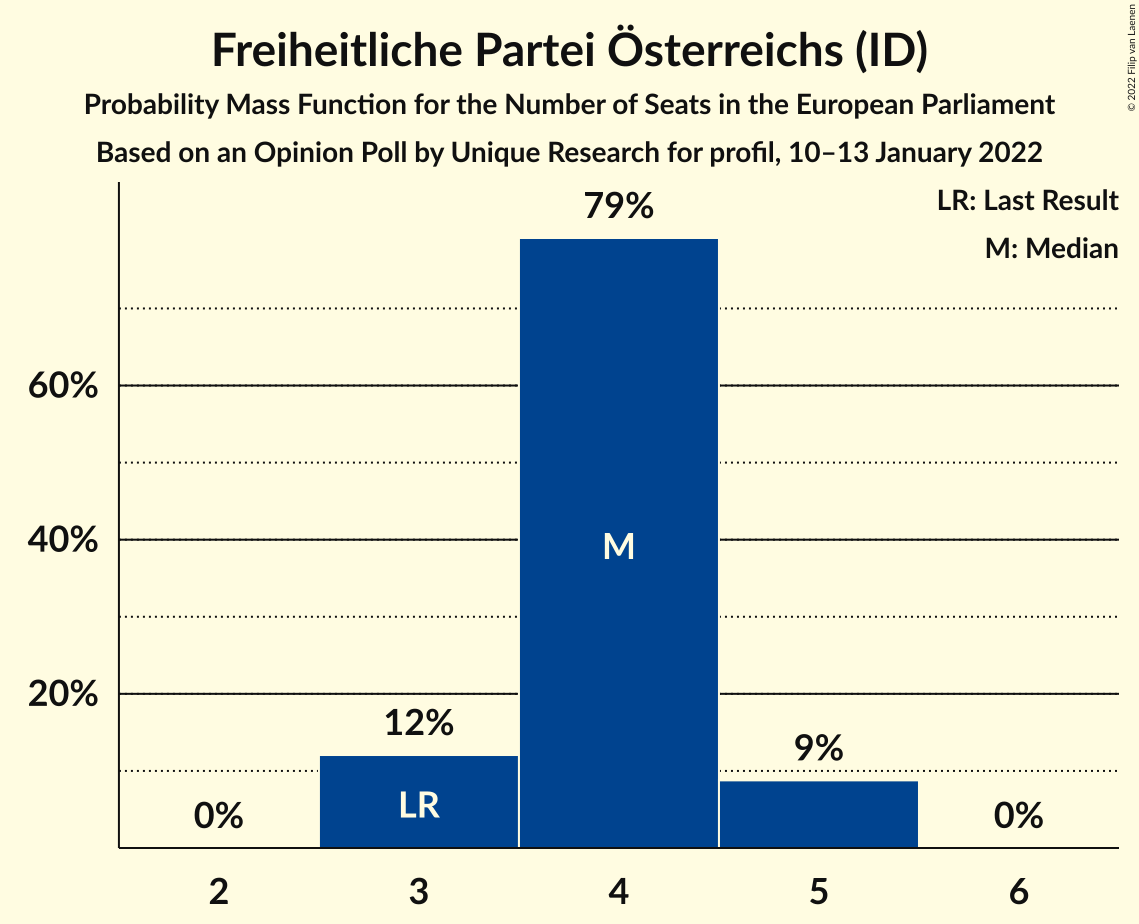 Freiheitliche Partei Österreichs (ID)
Probability Mass Function for the Number of Seats in the European Parliament
Based on an Opinion Poll by Unique Research for profil, 10–13 January 2022
© 2022 Filip van Laenen
LR: Last Result
M: Median
79%
60%
40%
20%
M
12%
LR
9%
0%
0%
2 3 4 5 6